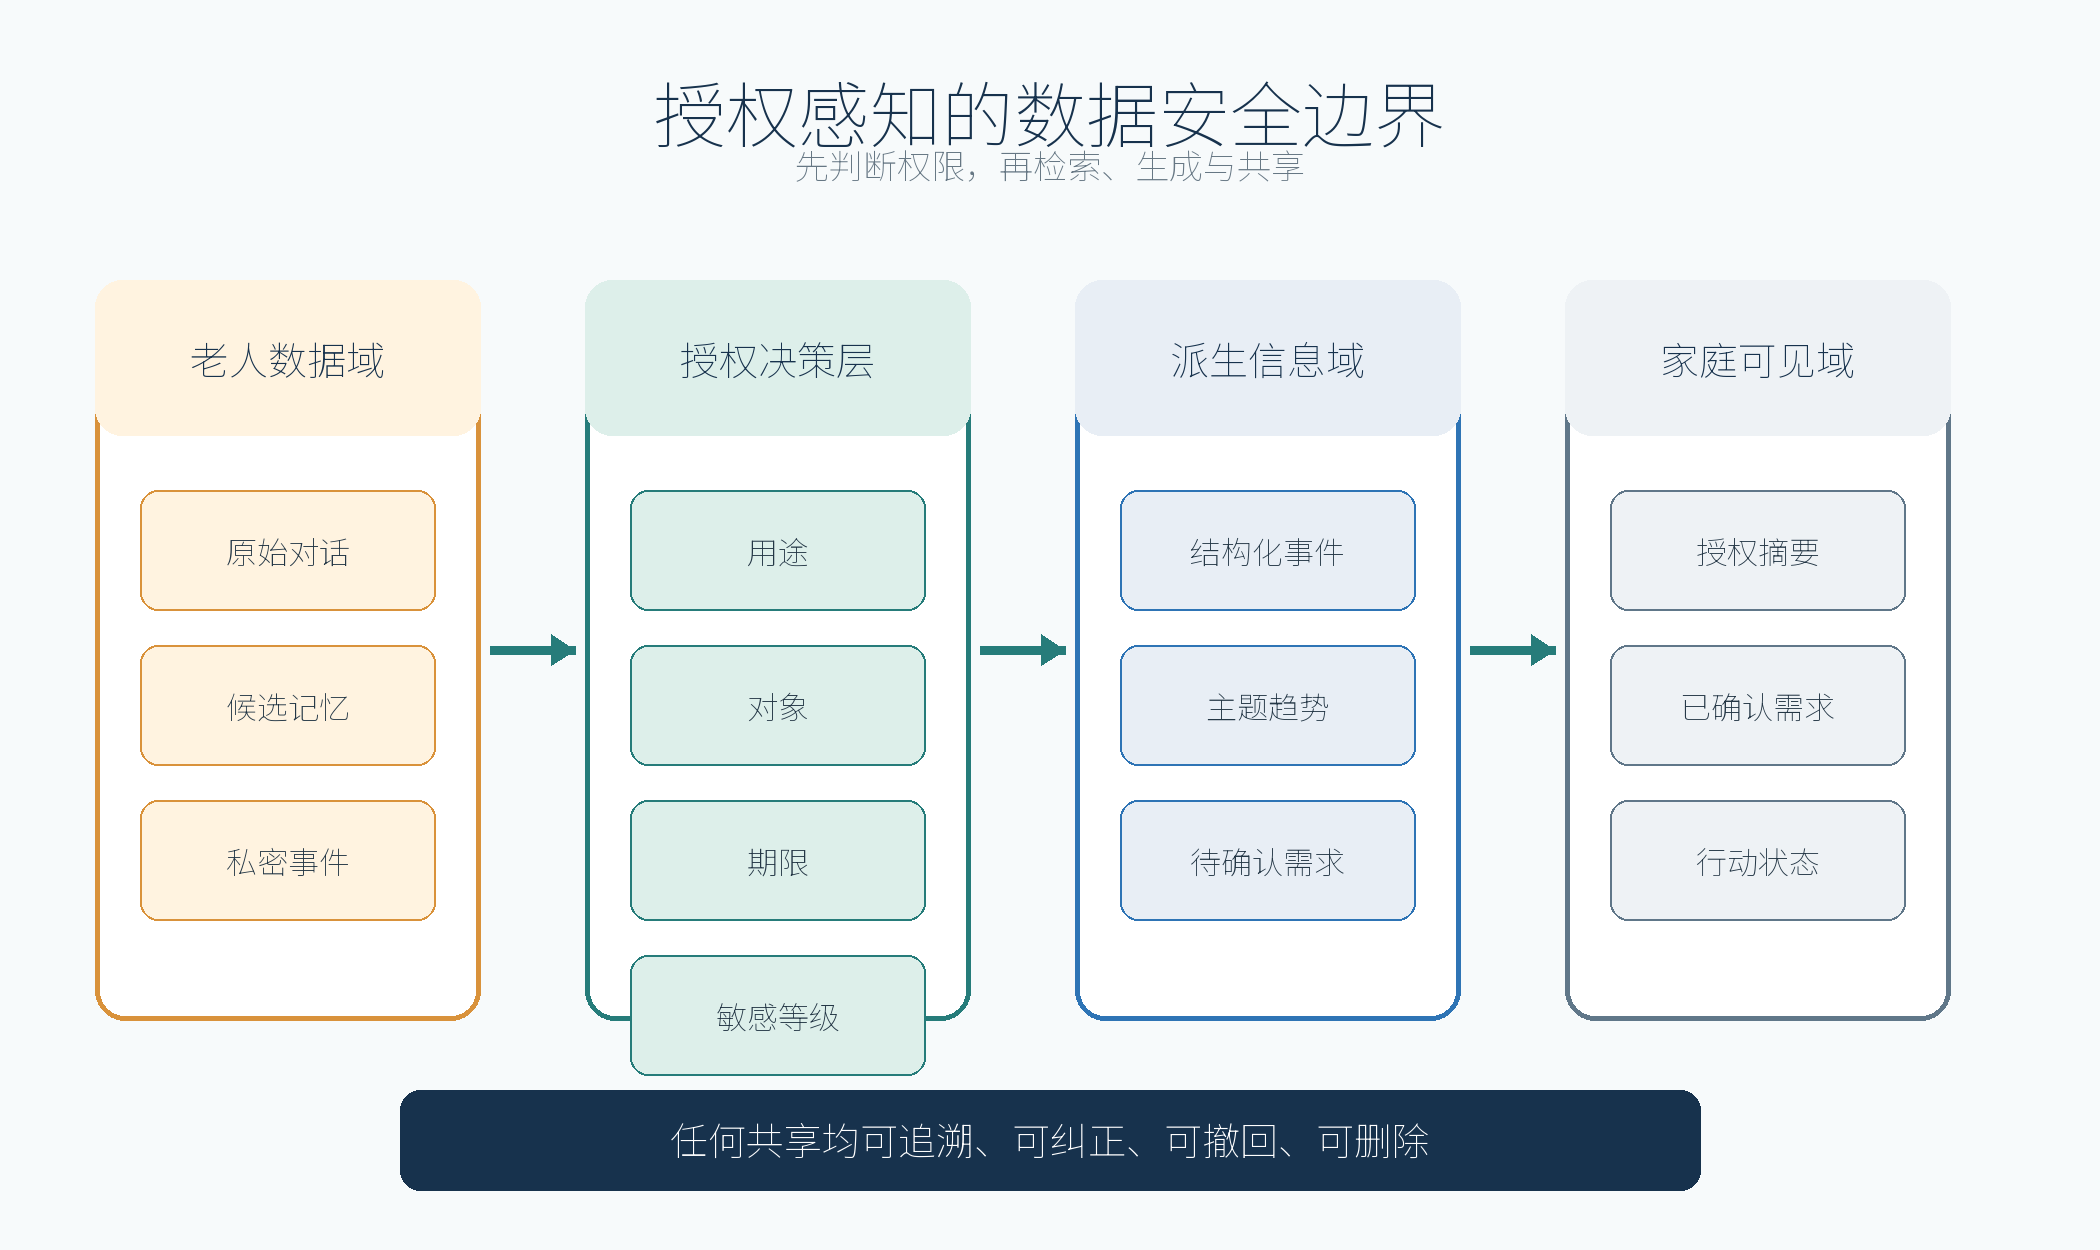 授权感知的数据安全边界
先判断权限，再检索、生成与共享
老人数据域
原始对话
候选记忆
私密事件
授权决策层
用途
对象
期限
敏感等级
派生信息域
结构化事件
主题趋势
待确认需求
家庭可见域
授权摘要
已确认需求
行动状态
任何共享均可追溯、可纠正、可撤回、可删除